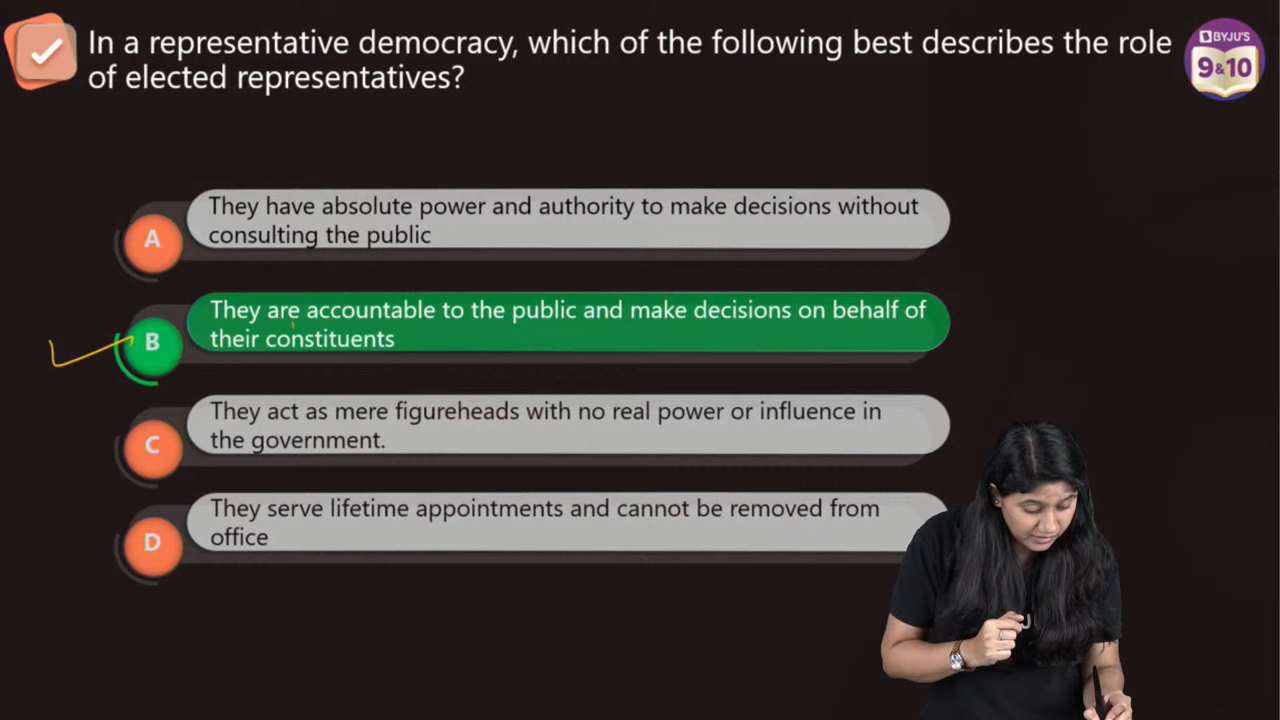 In a representative democracy, which of the following best describes the role
of elected representatives?
BYJU'S
9&10
A
They have absolute power and authority to make decisions without
consulting the public
B
They are accountable to the public and make decisions on behalf of
their constituents
C
They act as mere figureheads with no real power or influence in
the government.
D
They serve lifetime appointments and cannot be removed from
office